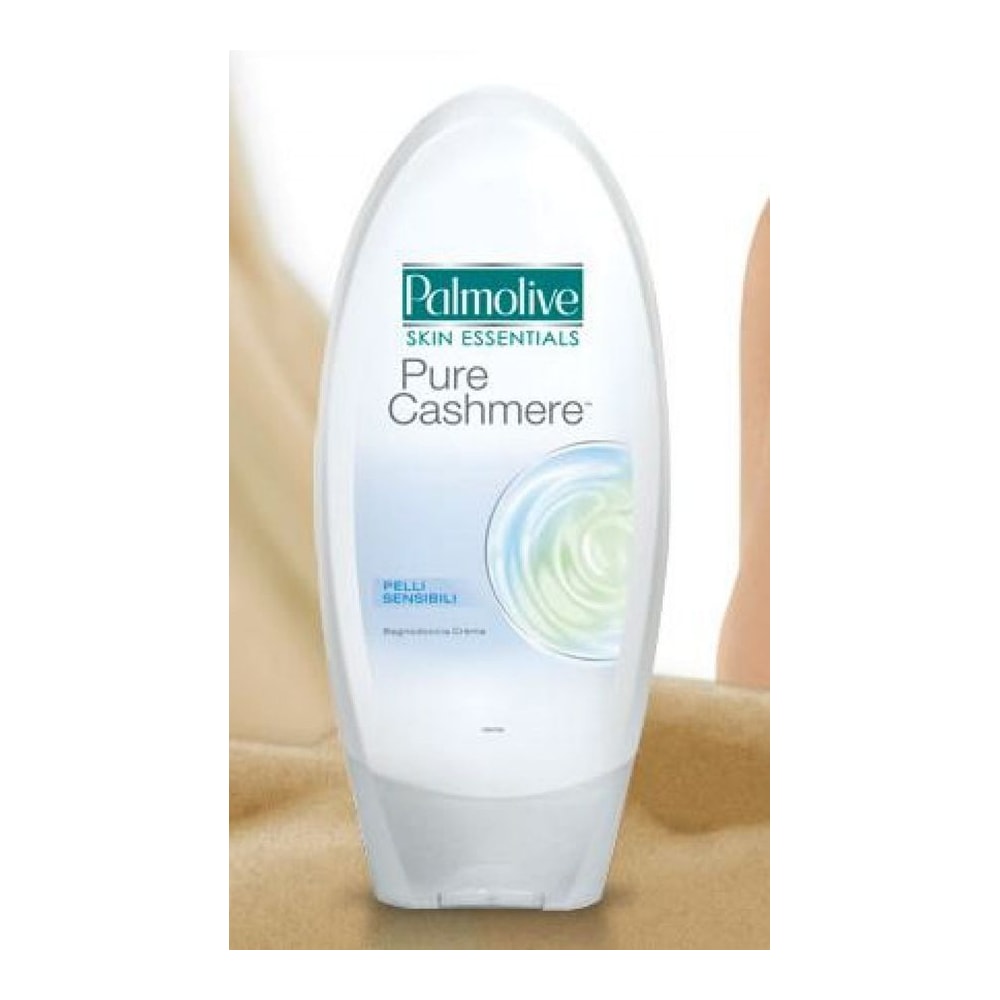 Palmolive
SKIN ESSENTIALS
Pure
Cashmere™
PELLI
SENSIBILI
Bagnodoccia Crema